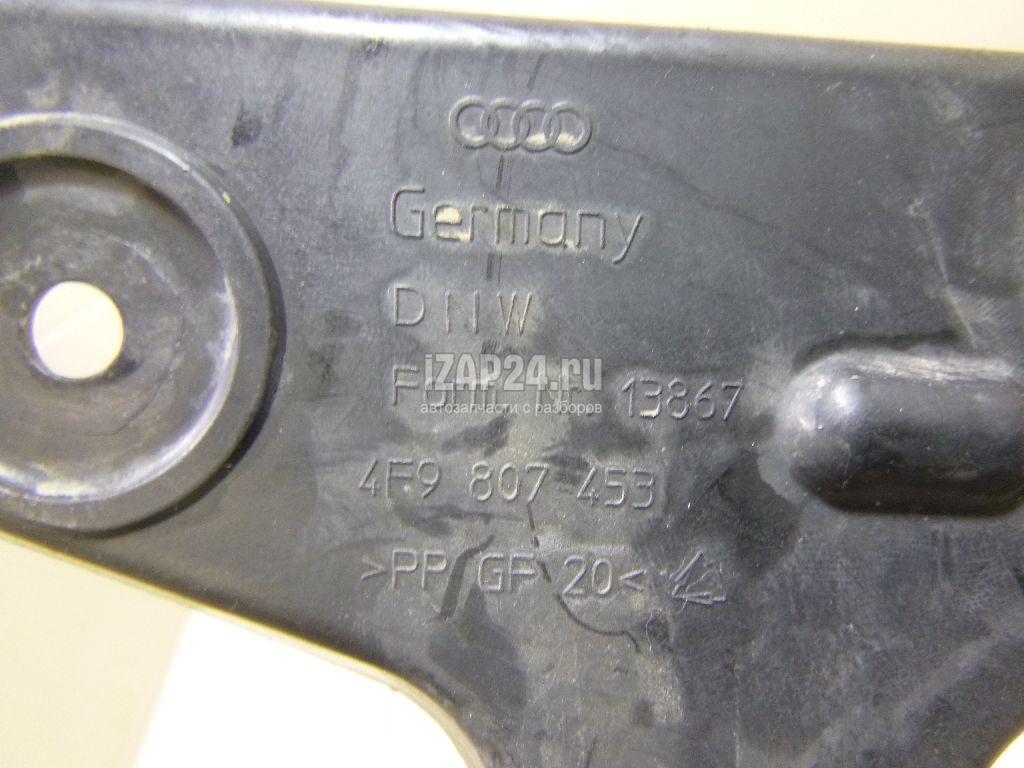 Germany
DNW
iZAP24.ru
Form Nr. 13867
автозапчасти с разборов
4F9 807 453
>PP GF 20<